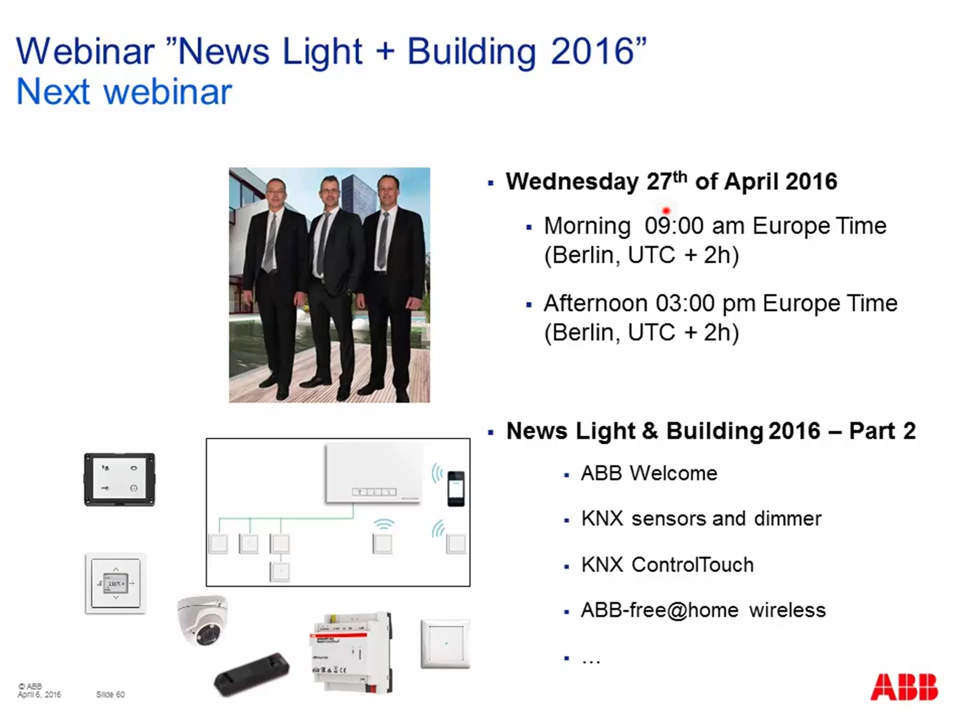 Webinar ”News Light + Building 2016”
Next webinar
Wednesday 27th of April 2016
Morning 09:00 am Europe Time
(Berlin, UTC + 2h)
Afternoon 03:00 pm Europe Time
(Berlin, UTC + 2h)
News Light & Building 2016 – Part 2
ABB Welcome
KNX sensors and dimmer
KNX ControlTouch
ABB-free@home wireless
…
© ABB
April 6, 2016 Slide 60
ABB